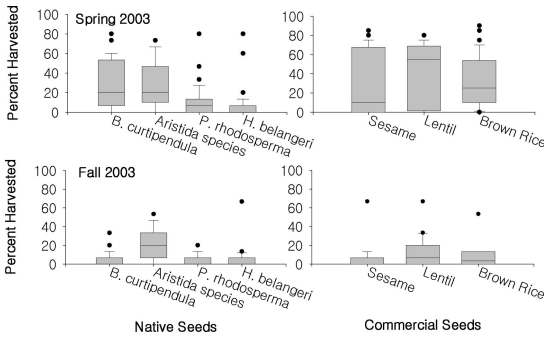 Spring 2003
Percent Harvested
100
80
60
40
20
0
B. curtipendula
Aristida species
P. rhodosperma
H. belangeri
100
80
60
40
20
0
Sesame
Lentil
Brown Rice
Fall 2003
Percent Harvested
100
80
60
40
20
0
B. curtipendula
Aristida species
P. rhodosperma
H. belangeri
100
80
60
40
20
0
Sesame
Lentil
Brown Rice
Native Seeds
Commercial Seeds